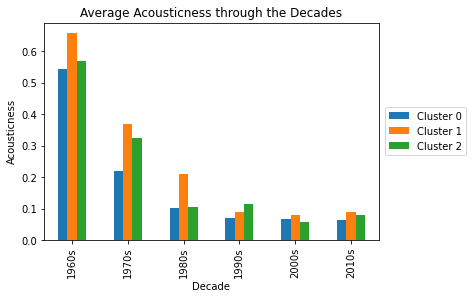 Average Acousticness through the Decades
Acousticness
0.6
0.5
0.4
0.3
0.2
0.1
0.0
1960s
1970s
1980s
1990s
2000s
2010s
Decade
Cluster 0
Cluster 1
Cluster 2